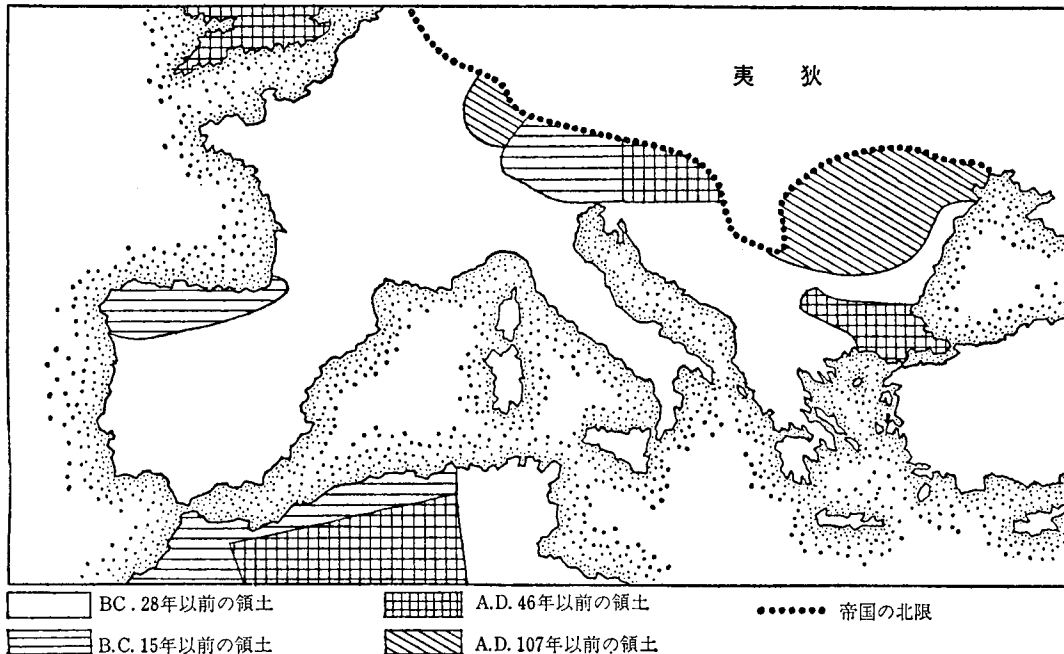 夷 狄
BC. 28年以前の領土
A.D. 46年以前の領土
帝国の北限
B.C. 15年以前の領土
A.D. 107年以前の領土